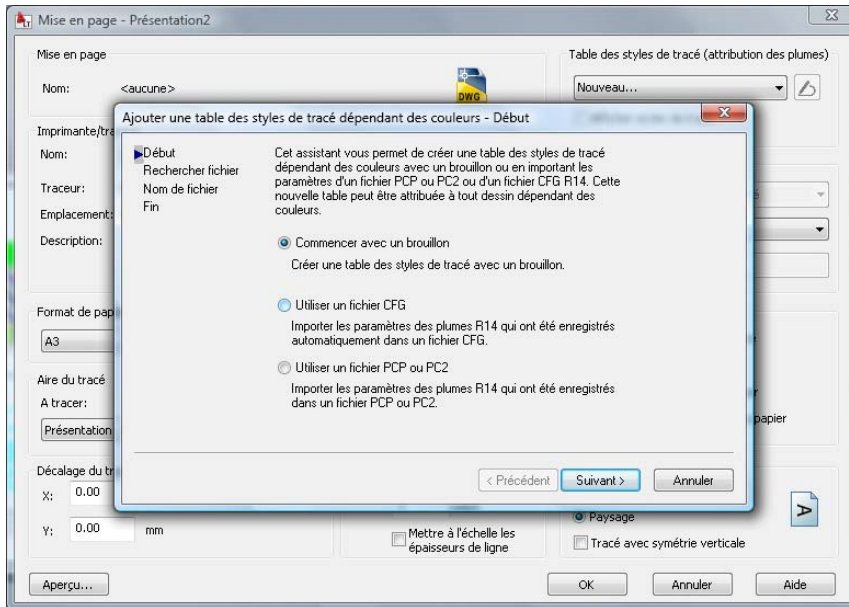 Mise en page - Présentation2
Mise en page
Nom: <aucune>
DWG
Table des styles de tracé (attribution des plumes)
Nouveau...
Imprimante/tra
Nom:
Traceur:
Emplacement:
Description:
Format de pap
A3
Aire du tracé
A tracer:
Présentation
Décalage du tr
X: 0.00
Y: 0.00 mm
Ajouter une table des styles de tracé dépendant des couleurs - Début
Début
Rechercher fichier
Nom de fichier
Fin
Cet assistant vous permet de créer une table des styles de tracé
dépendant des couleurs avec un brouillon ou en important les
paramètres d'un fichier PCP ou PC2 ou d'un fichier CFG R14. Cette
nouvelle table peut être attribuée à tout dessin dépendant des
couleurs.
Commencer avec un brouillon
Créer une table des styles de tracé avec un brouillon.
Utiliser un fichier CFG
Importer les paramètres des plumes R14 qui ont été enregistrés
automatiquement dans un fichier CFG.
Utiliser un fichier PCP ou PC2
Importer les paramètres des plumes R14 qui ont été enregistrés
dans un fichier PCP ou PC2.
< Précédent Suivant > Annuler
papier
Mettre à l'échelle les
épaisseurs de ligne
Paysage
A
Tracé avec symétrie verticale
Aperçu... OK Annuler Aide